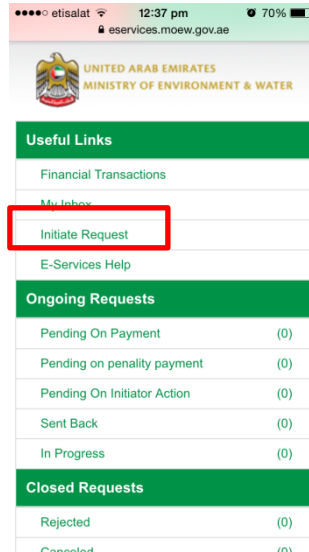 etisalat 12:37 pm 70%
eservices.moew.gov.ae
UNITED ARAB EMIRATES
MINISTRY OF ENVIRONMENT & WATER
Useful Links
Financial Transactions
My Inbox
Initiate Request
E-Services Help
Ongoing Requests
Pending On Payment (0)
Pending on penality payment (0)
Pending On Initiator Action (0)
Sent Back (0)
In Progress (0)
Closed Requests
Rejected (0)
Canceled (0)